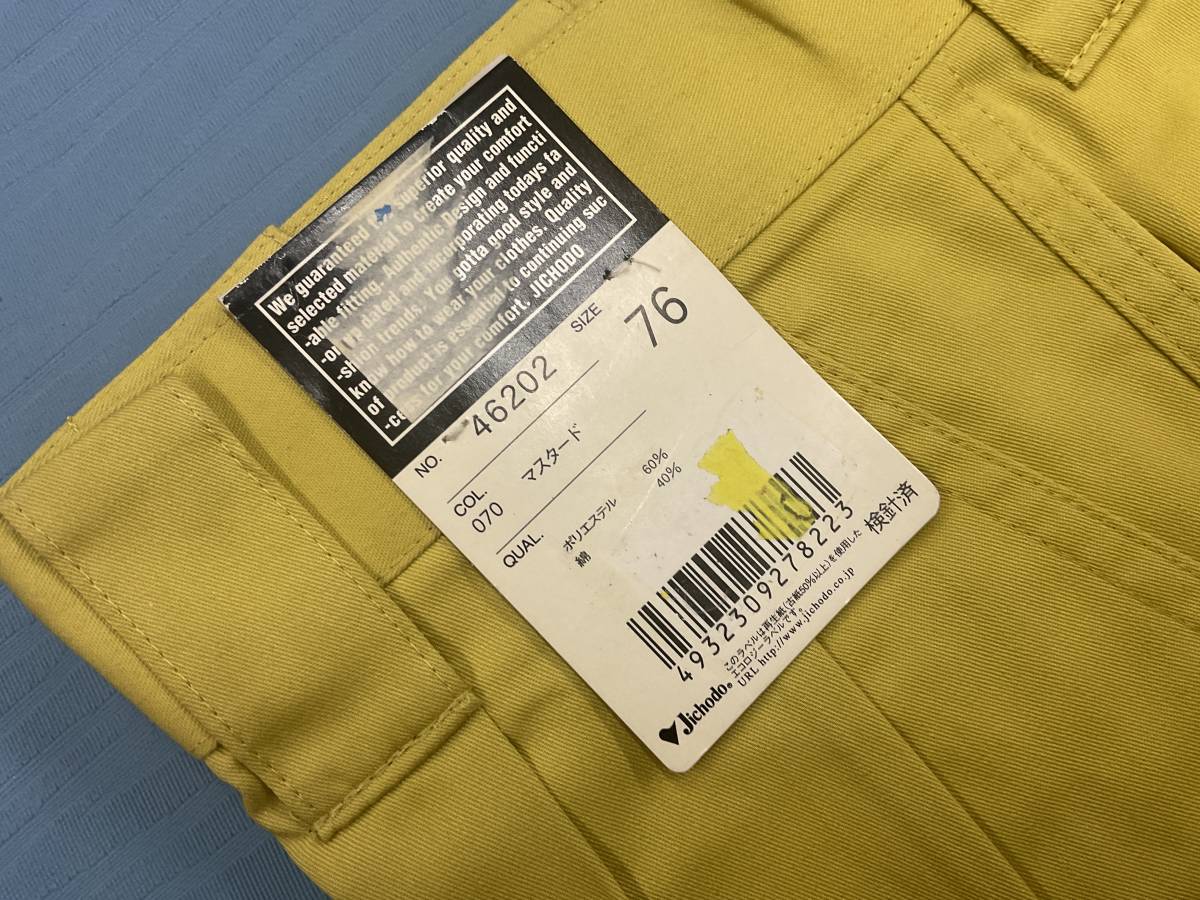 We guaranteed superior quality and
selected material to create your comfort
-able fitting. Authentic Design and functi
-on up dated and incorporating todays fa
-sihon trends. You gotta good style and
know how to wear your clothes. Quality
of product is essential to continuing suc
-cess for your comfort. JICHODO
NO. 46202
SIZE 76
COL.
070 マスタード
QUAL.
ポリエステル 60%
綿 40%
4932309278223
このラベルは再生紙(古紙50%以上)を使用した
エコロジーラベルです。
URL http://www.jichodo.co.jp
検針済
Jichodo®